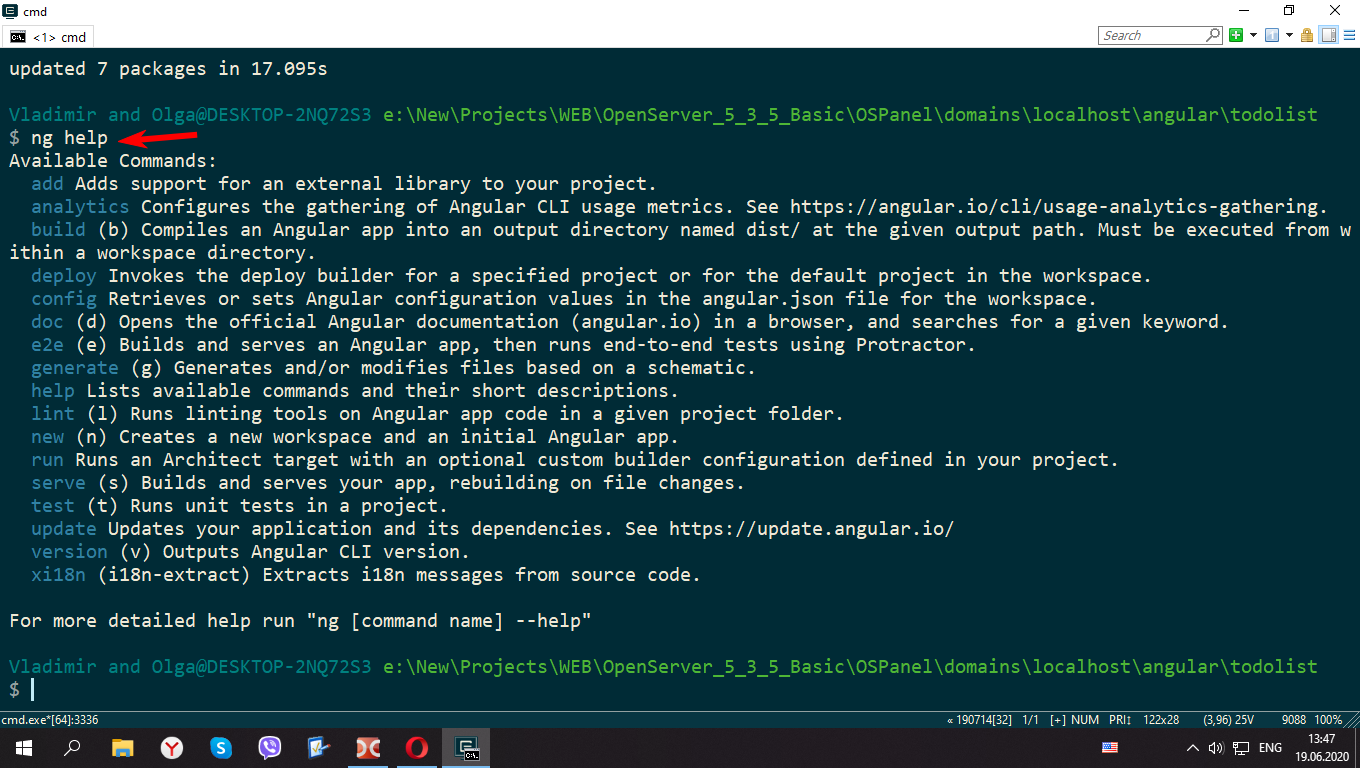 cmd
<1> cmd
Search
updated 7 packages in 17.095s
Vladimir and Olga@DESKTOP-2NQ72S3 e:\New\Projects\WEB\OpenServer_5_3_5_Basic\OSPanel\domains\localhost\angular\todolist
$ ng help
Available Commands:
add Adds support for an external library to your project.
analytics Configures the gathering of Angular CLI usage metrics. See https://angular.io/cli/usage-analytics-gathering.
build (b) Compiles an Angular app into an output directory named dist/ at the given output path. Must be executed from w
ithin a workspace directory.
deploy Invokes the deploy builder for a specified project or for the default project in the workspace.
config Retrieves or sets Angular configuration values in the angular.json file for the workspace.
doc (d) Opens the official Angular documentation (angular.io) in a browser, and searches for a given keyword.
e2e (e) Builds and serves an Angular app, then runs end-to-end tests using Protractor.
generate (g) Generates and/or modifies files based on a schematic.
help Lists available commands and their short descriptions.
lint (l) Runs linting tools on Angular app code in a given project folder.
new (n) Creates a new workspace and an initial Angular app.
run Runs an Architect target with an optional custom builder configuration defined in your project.
serve (s) Builds and serves your app, rebuilding on file changes.
test (t) Runs unit tests in a project.
update Updates your application and its dependencies. See https://update.angular.io/
version (v) Outputs Angular CLI version.
xi18n (i18n-extract) Extracts i18n messages from source code.
For more detailed help run "ng [command name] --help"
Vladimir and Olga@DESKTOP-2NQ72S3 e:\New\Projects\WEB\OpenServer_5_3_5_Basic\OSPanel\domains\localhost\angular\todolist
$
cmd.exe*[64]:3336 « 190714[32] 1/1 [+] NUM PRI↕ 122x28 (3,96) 25V 9088 100%
ENG 13:47
19.06.2020